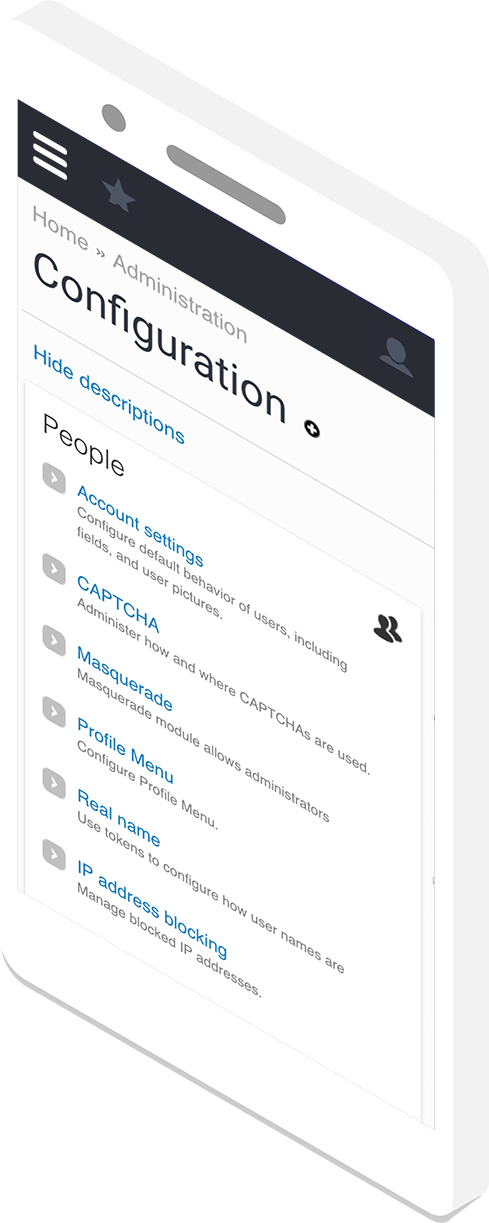 Home » Administration
Configuration
Hide descriptions
People
Account settings
Configure default behavior of users, including
fields, and user pictures.
CAPTCHA
Administer how and where CAPTCHAs are used.
Masquerade
Masquerade module allows administrators
Profile Menu
Configure Profile Menu.
Real name
Use tokens to configure how user names are
IP address blocking
Manage blocked IP addresses.